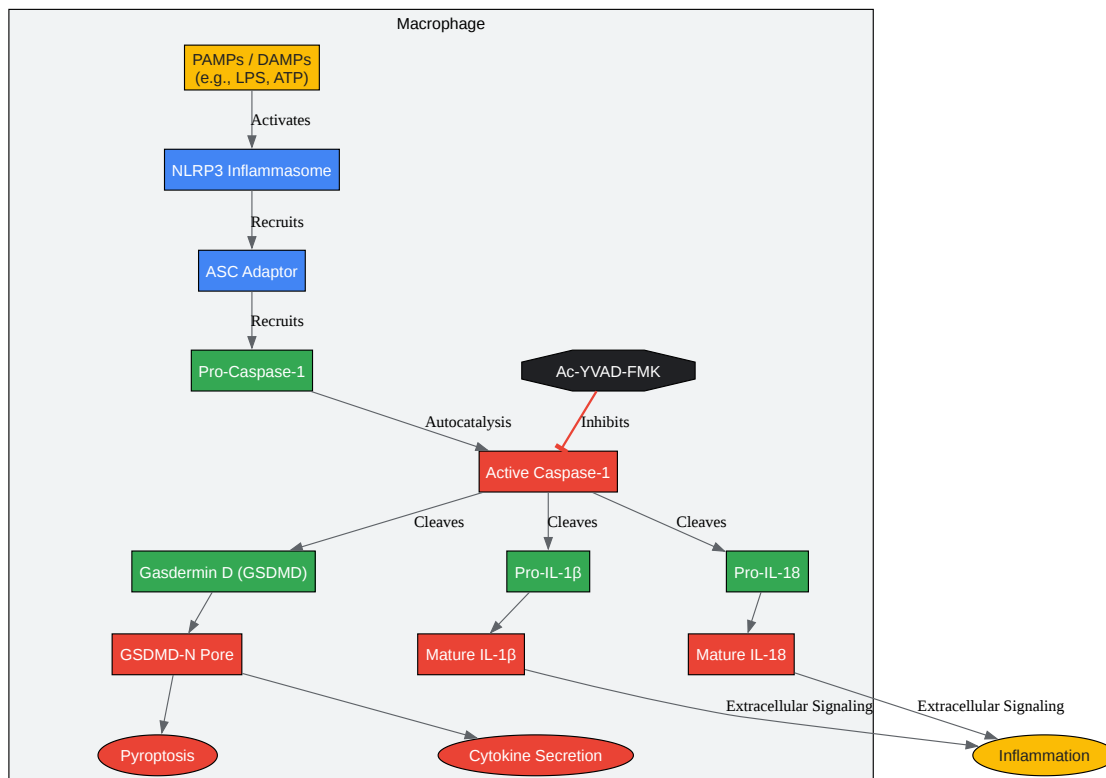 Macrophage
PAMPs / DAMPs
(e.g., LPS, ATP)
Activates
NLRP3 Inflammasome
Recruits
ASC Adaptor
Recruits
Pro-Caspase-1
Ac-YVAD-FMK
Autocatalysis
Inhibits
Active Caspase-1
Cleaves
Cleaves
Cleaves
Gasdermin D (GSDMD)
Pro-IL-1β
Pro-IL-18
GSDMD-N Pore
Mature IL-1β
Mature IL-18
Extracellular Signaling
Extracellular Signaling
Pyroptosis
Cytokine Secretion
Inflammation